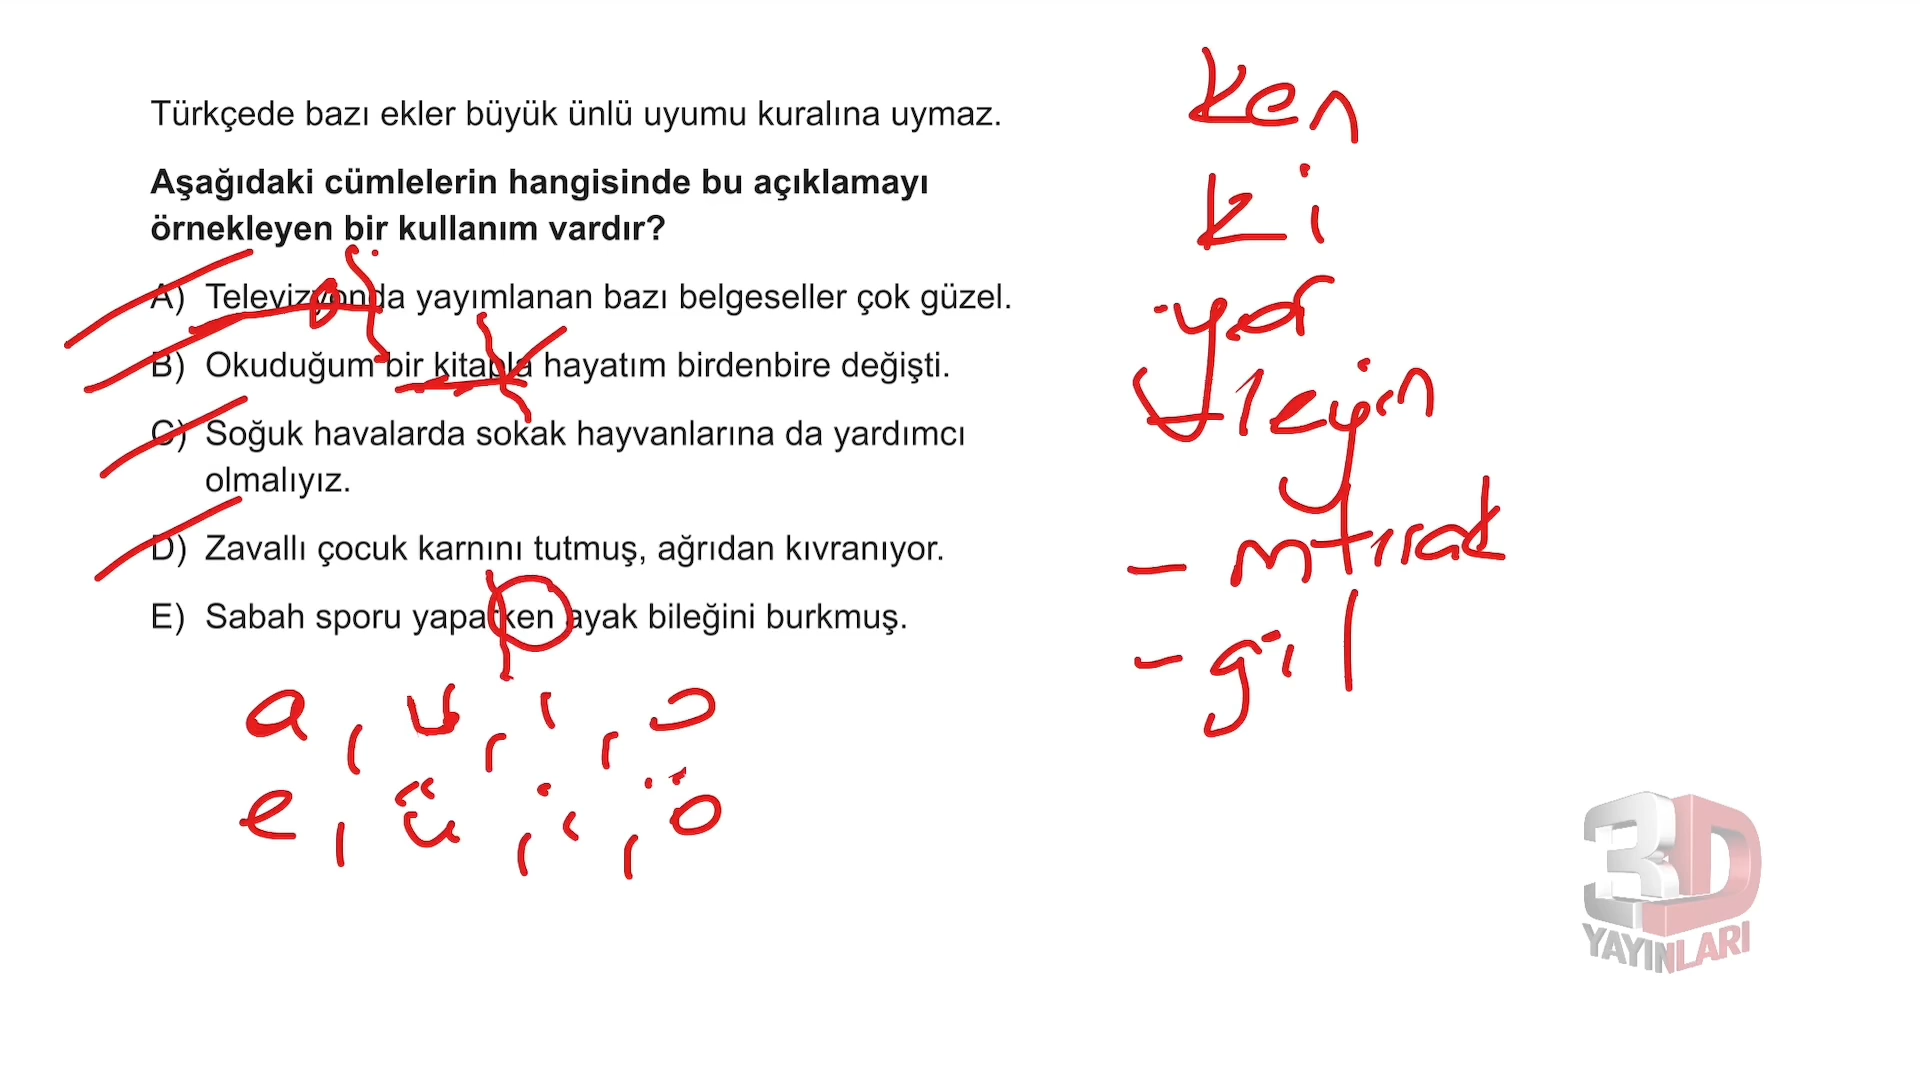 Türkçede bazı ekler büyük ünlü uyumu kuralına uymaz.
Aşağıdaki cümlelerin hangisinde bu açıklamayı
örnekleyen bir kullanım vardır?
A) Televizyonda yayımlanan bazı belgeseller çok güzel.
B) Okuduğum bir kitapla hayatım birdenbire değişti.
C) Soğuk havalarda sokak hayvanlarına da yardımcı
olmalıyız.
D) Zavallı çocuk karnını tutmuş, ağrıdan kıvranıyor.
E) Sabah sporu yaparken ayak bileğini burkmuş.
a, u, ı, o
e, ü, i, ö
ken
ki
leyin
- mtırak
- gil
3D
YAYINLARI